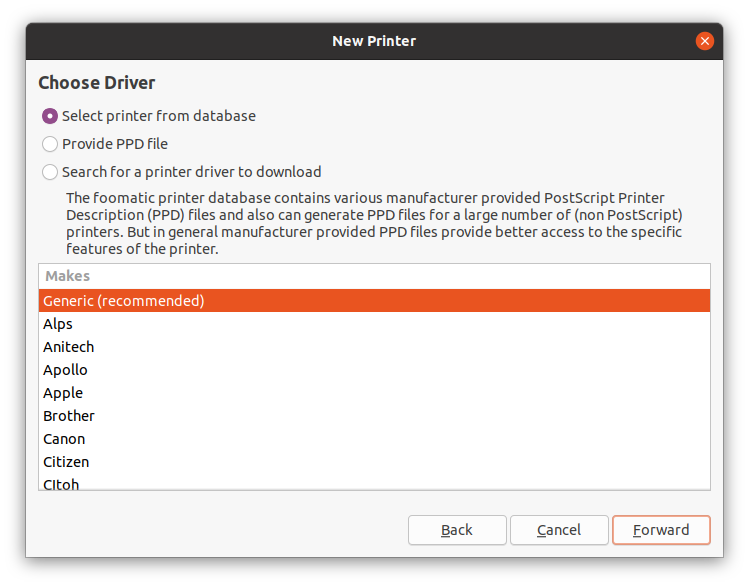 New Printer
Choose Driver
Select printer from database
Provide PPD file
Search for a printer driver to download
The foomatic printer database contains various manufacturer provided PostScript Printer
Description (PPD) files and also can generate PPD files for a large number of (non PostScript)
printers. But in general manufacturer provided PPD files provide better access to the specific
features of the printer.
Makes
Generic (recommended)
Alps
Anitech
Apollo
Apple
Brother
Canon
Citizen
CItoh
Back Cancel Forward